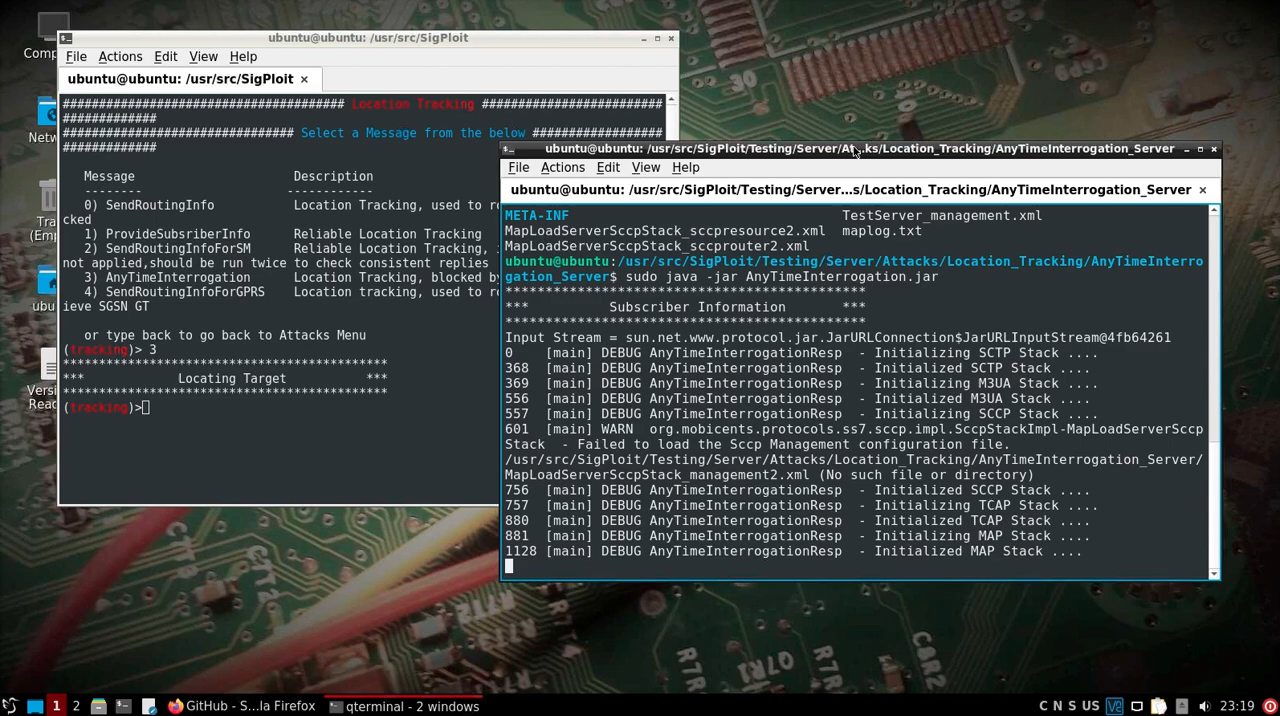 Comp
Netw
Tra
(Emp
ubu
Versi
Read
ubuntu@ubuntu: /usr/src/SigPloit
File Actions Edit View Help
ubuntu@ubuntu: /usr/src/SigPloit
####################################### Location Tracking #########################
#############
################################ Select a Message from the below ##################
#############
Message Description
-------- ------------
0) SendRoutingInfo Location Tracking, used to re
cked
1) ProvideSubsriberInfo Reliable Location Tracking
2) SendRoutingInfoForSM Reliable Location Tracking,
not applied,should be run twice to check consistent replies
3) AnyTimeInterrogation Location Tracking, blocked by
4) SendRoutingInfoForGPRS Location tracking, used to re
ieve SGSN GT
or type back to go back to Attacks Menu
(tracking)> 3
*********************************************
*** Locating Target ***
*********************************************
(tracking)>
ubuntu@ubuntu: /usr/src/SigPloit/Testing/Server/At...ks/Location_Tracking/AnyTimeInterrogation_Server
File Actions Edit View Help
ubuntu@ubuntu: /usr/src/SigPloit/Testing/Server...s/Location_Tracking/AnyTimeInterrogation_Server
META-INF TestServer_management.xml
MapLoadServerSccpStack_sccpresource2.xml maplog.txt
MapLoadServerSccpStack_sccprouter2.xml
ubuntu@ubuntu:/usr/src/SigPloit/Testing/Server/Attacks/Location_Tracking/AnyTimeInterro
gation_Server$ sudo java -jar AnyTimeInterrogation.jar
*********************************************
*** Subscriber Information ***
*********************************************
Input Stream = sun.net.www.protocol.jar.JarURLConnection$JarURLInputStream@4fb64261
0 [main] DEBUG AnyTimeInterrogationResp - Initializing SCTP Stack ....
368 [main] DEBUG AnyTimeInterrogationResp - Initialized SCTP Stack ....
369 [main] DEBUG AnyTimeInterrogationResp - Initializing M3UA Stack ....
556 [main] DEBUG AnyTimeInterrogationResp - Initialized M3UA Stack ....
557 [main] DEBUG AnyTimeInterrogationResp - Initializing SCCP Stack ....
601 [main] WARN org.mobicents.protocols.ss7.sccp.impl.SccpStackImpl-MapLoadServerSccp
Stack - Failed to load the Sccp Management configuration file.
/usr/src/SigPloit/Testing/Server/Attacks/Location_Tracking/AnyTimeInterrogation_Server/
MapLoadServerSccpStack_management2.xml (No such file or directory)
756 [main] DEBUG AnyTimeInterrogationResp - Initialized SCCP Stack ....
757 [main] DEBUG AnyTimeInterrogationResp - Initializing TCAP Stack ....
880 [main] DEBUG AnyTimeInterrogationResp - Initialized TCAP Stack ....
881 [main] DEBUG AnyTimeInterrogationResp - Initializing MAP Stack ....
1128 [main] DEBUG AnyTimeInterrogationResp - Initialized MAP Stack ....
R7R
CAR2
1 2 GitHub - S...la Firefox qterminal - 2 windows C N S US 23:19